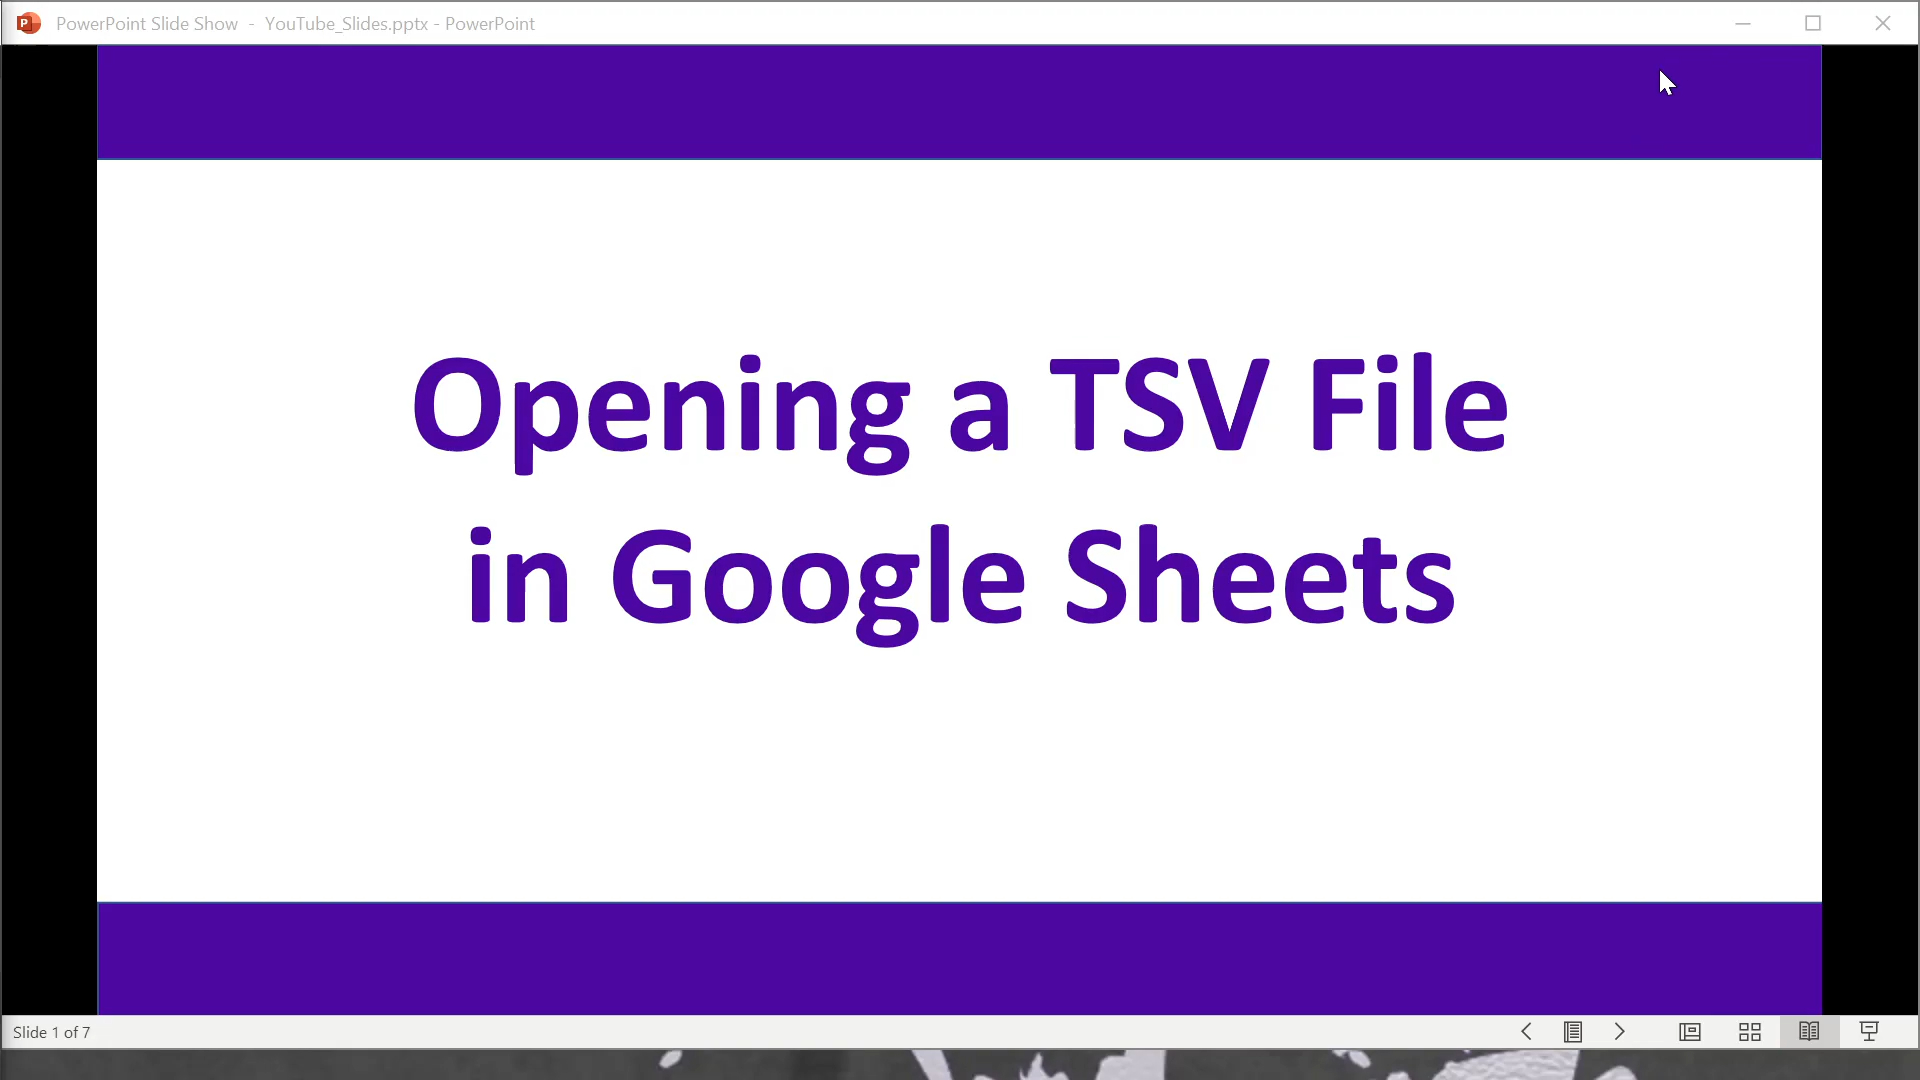 PowerPoint Slide Show - YouTube_Slides.pptx - PowerPoint
Opening a TSV File
in Google Sheets
Slide 1 of 7